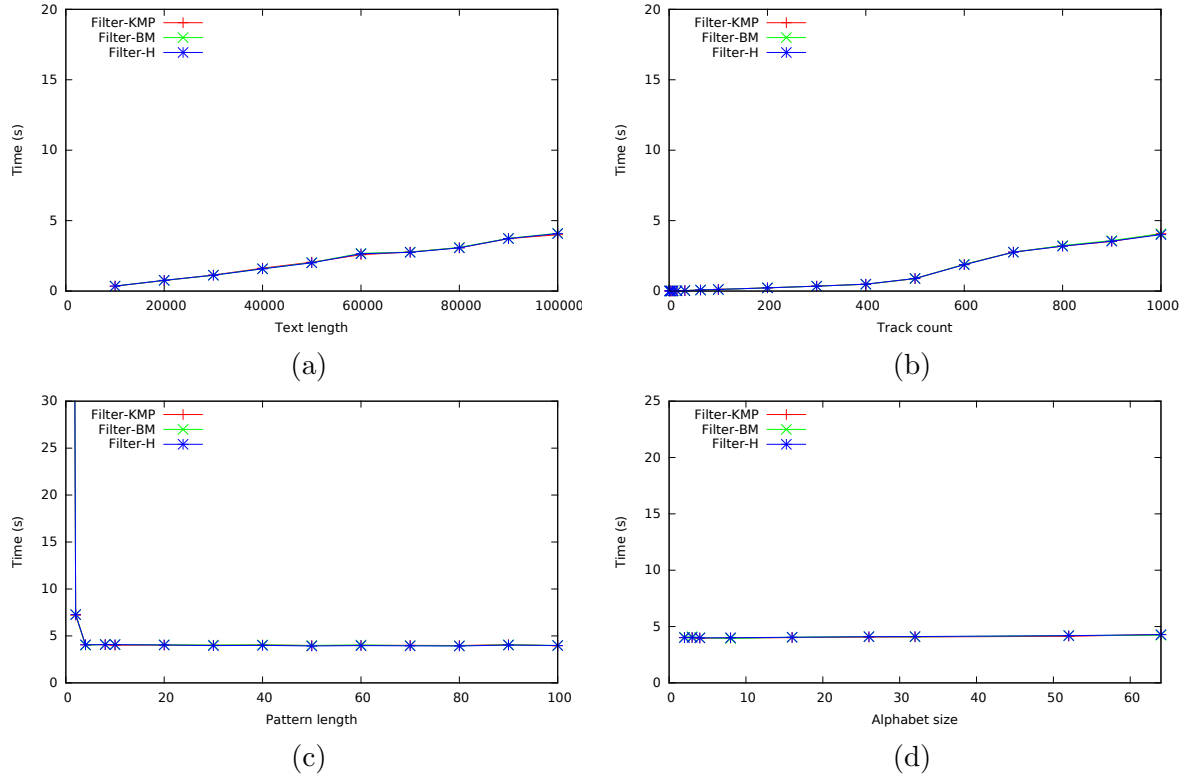 20
15
10
5
0
Time (s)
Filter-KMP
Filter-BM
Filter-H
0 20000 40000 60000 80000 100000
Text length
(a)
20
15
10
5
0
Time (s)
Filter-KMP
Filter-BM
Filter-H
0 200 400 600 800 1000
Track count
(b)
30
25
20
15
10
5
0
Time (s)
Filter-KMP
Filter-BM
Filter-H
0 20 40 60 80 100
Pattern length
(c)
25
20
15
10
5
0
Time (s)
Filter-KMP
Filter-BM
Filter-H
0 10 20 30 40 50 60
Alphabet size
(d)